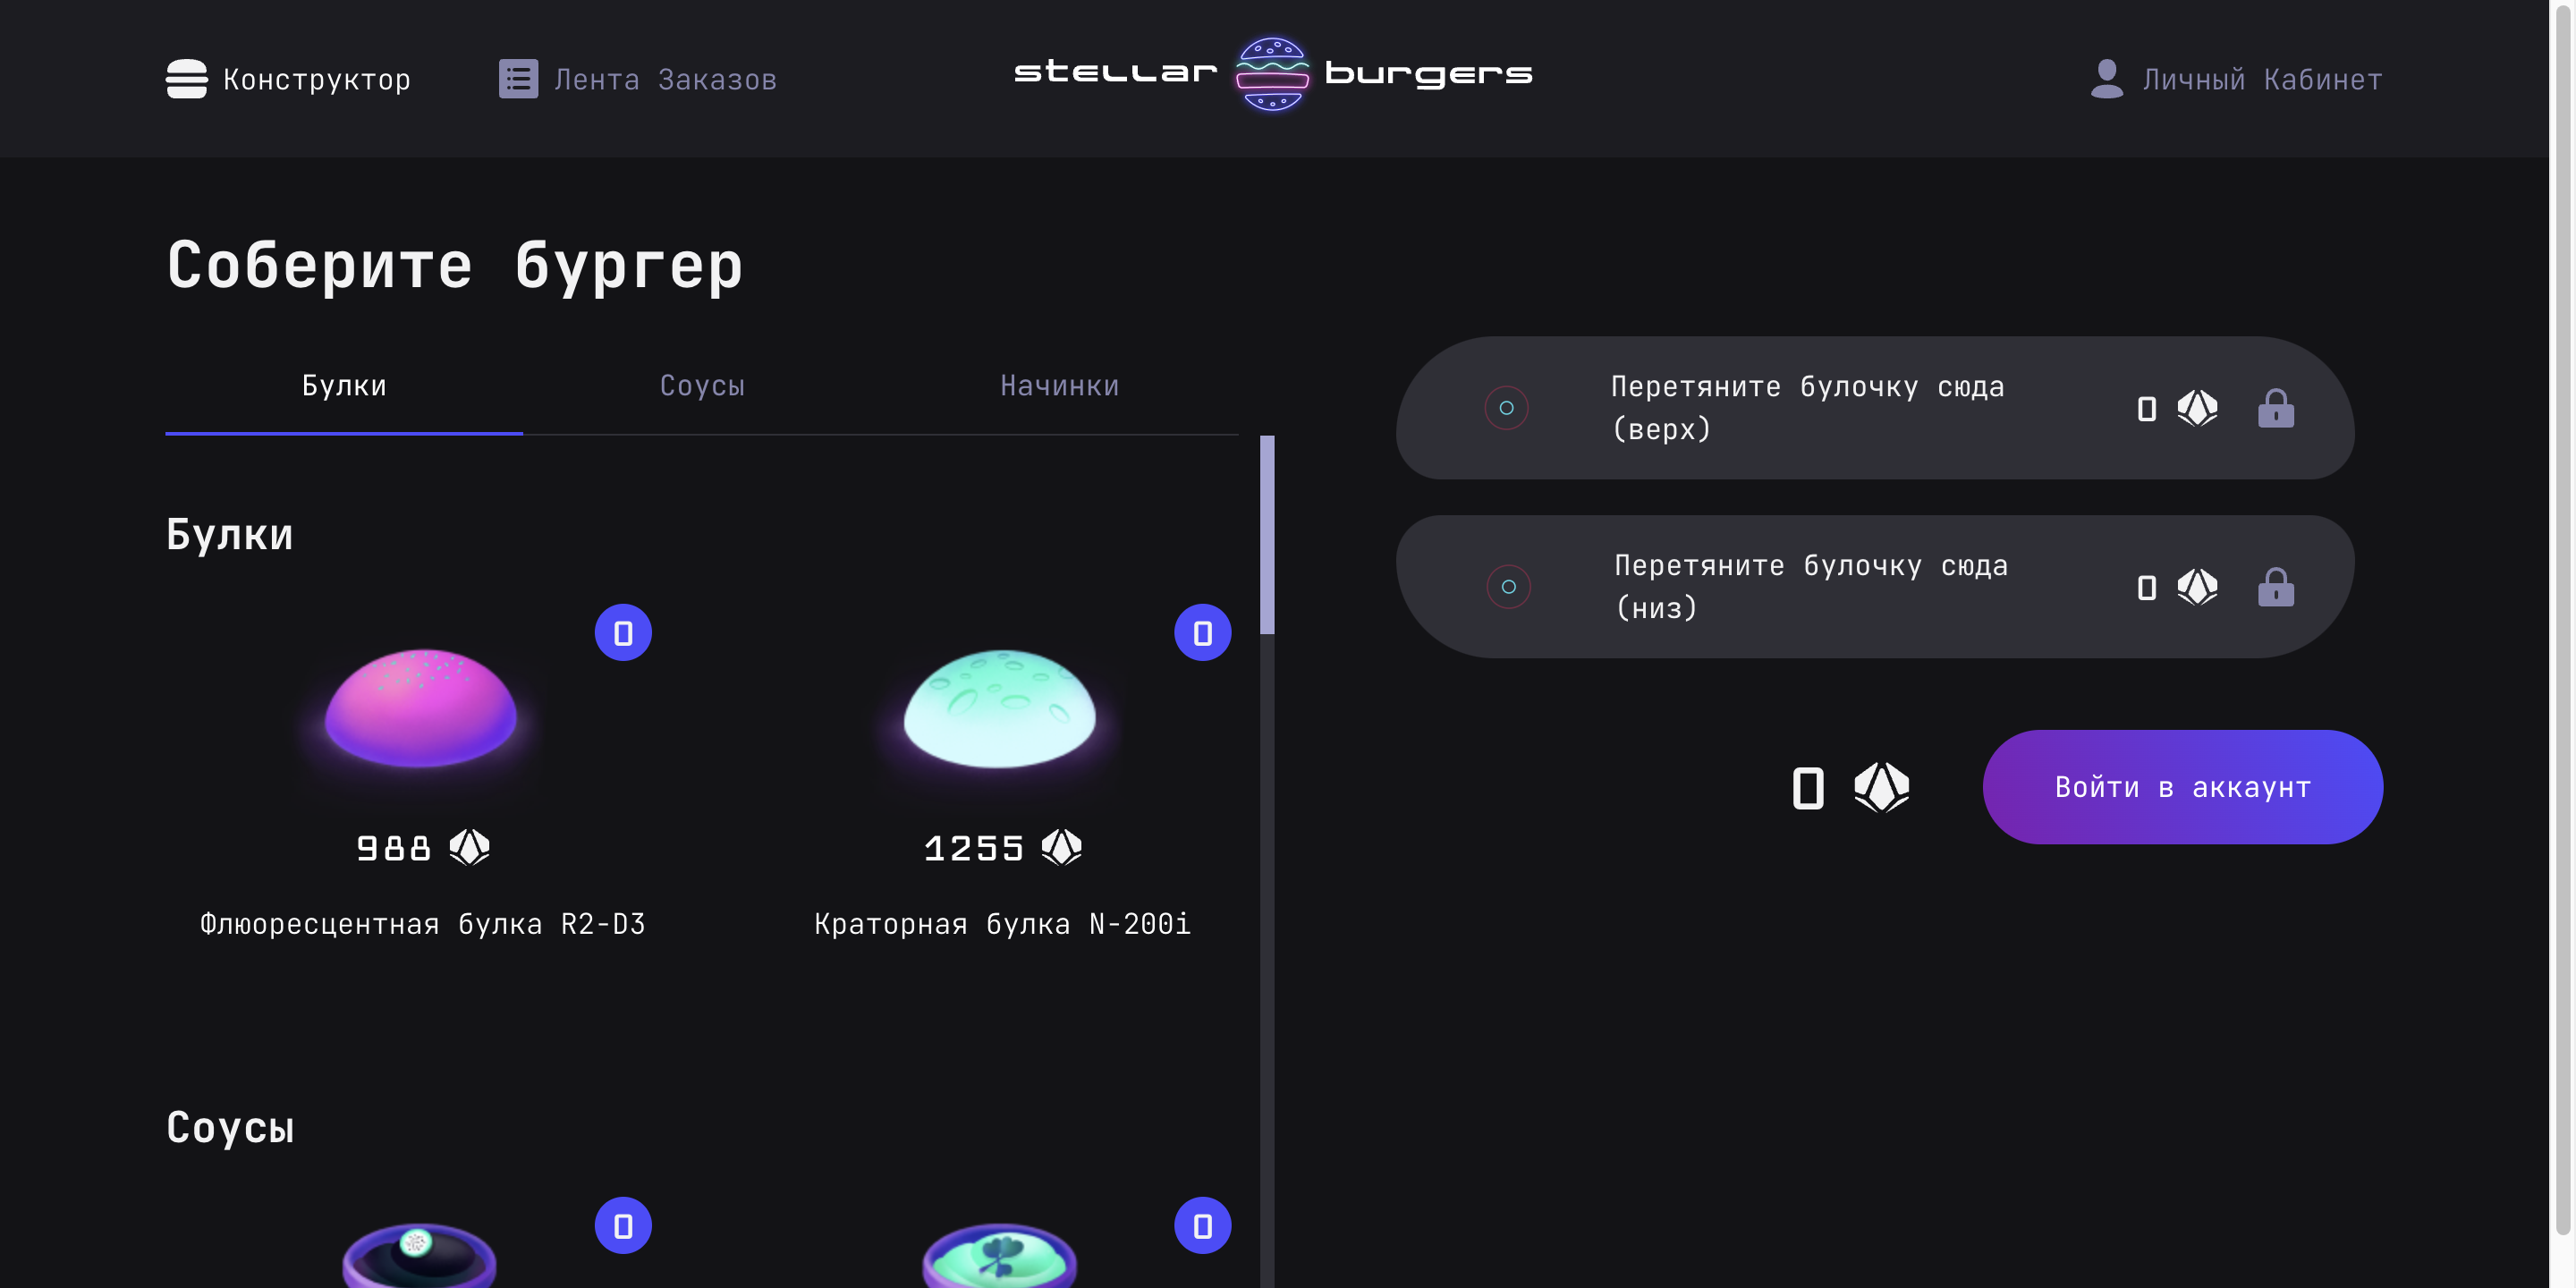 Конструктор
Лента Заказов
stellar burgers
Личный Кабинет
Соберите бургер
Булки
Соусы
Начинки
Булки
0
0
988
1255
Флюоресцентная булка R2-D3
Краторная булка N-200i
Соусы
0
0
Перетяните булочку сюда
(верх)
0
Перетяните булочку сюда
(низ)
0
0
Войти в аккаунт